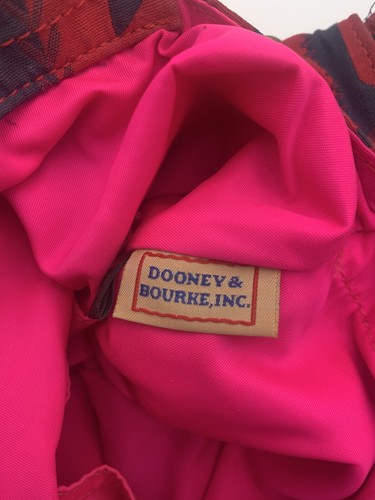 DOONEY &
BOURKE, INC.